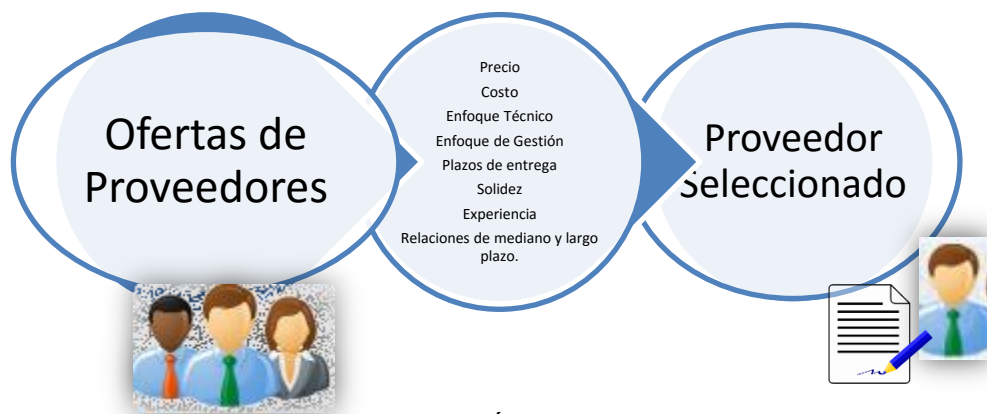 Ofertas de
Proveedores
Precio
Costo
Enfoque Técnico
Enfoque de Gestión
Plazos de entrega
Solidez
Experiencia
Relaciones de mediano y largo
plazo.
Proveedor
Seleccionado